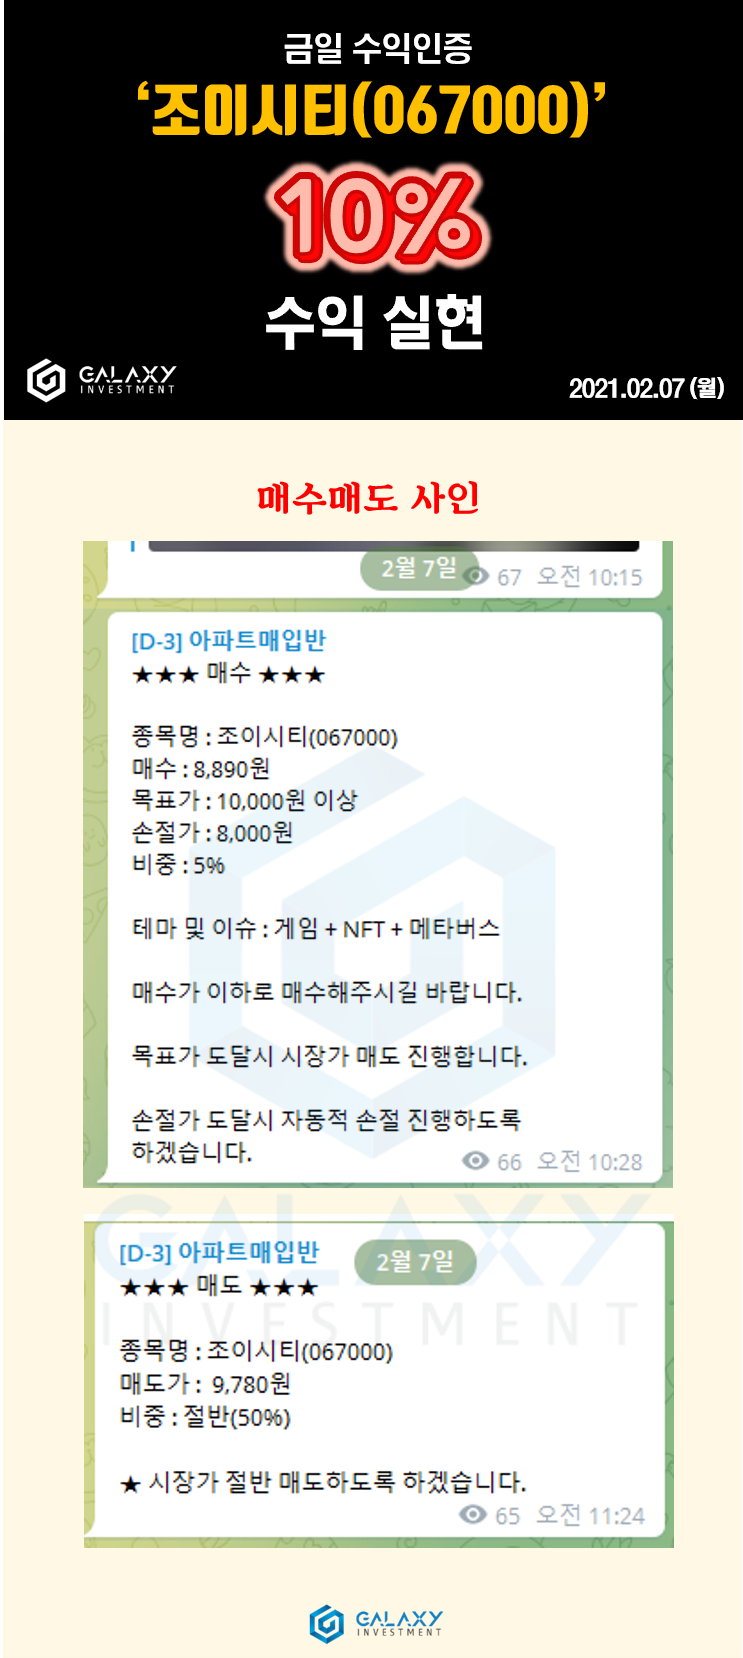 금일 수익인증
‘조이시티(067000)’
10%
수익 실현
GALAXY
INVESTMENT
2021.02.07 (월)
매수매도 사인
2월 7일
67 오전 10:15
[D-3] 아파트매입반
★★★ 매수 ★★★
종목명 : 조이시티(067000)
매수 : 8,890원
목표가 : 10,000원 이상
손절가 : 8,000원
비중 : 5%
테마 및 이슈 : 게임 + NFT + 메타버스
매수가 이하로 매수해주시길 바랍니다.
목표가 도달시 시장가 매도 진행합니다.
손절가 도달시 자동적 손절 진행하도록
하겠습니다.
66 오전 10:28
GALAXY
INVESTMENT
[D-3] 아파트매입반
2월 7일
★★★ 매도 ★★★
종목명 : 조이시티(067000)
매도가 : 9,780원
비중 : 절반(50%)
★ 시장가 절반 매도하도록 하겠습니다.
65 오전 11:24
GALAXY
INVESTMENT